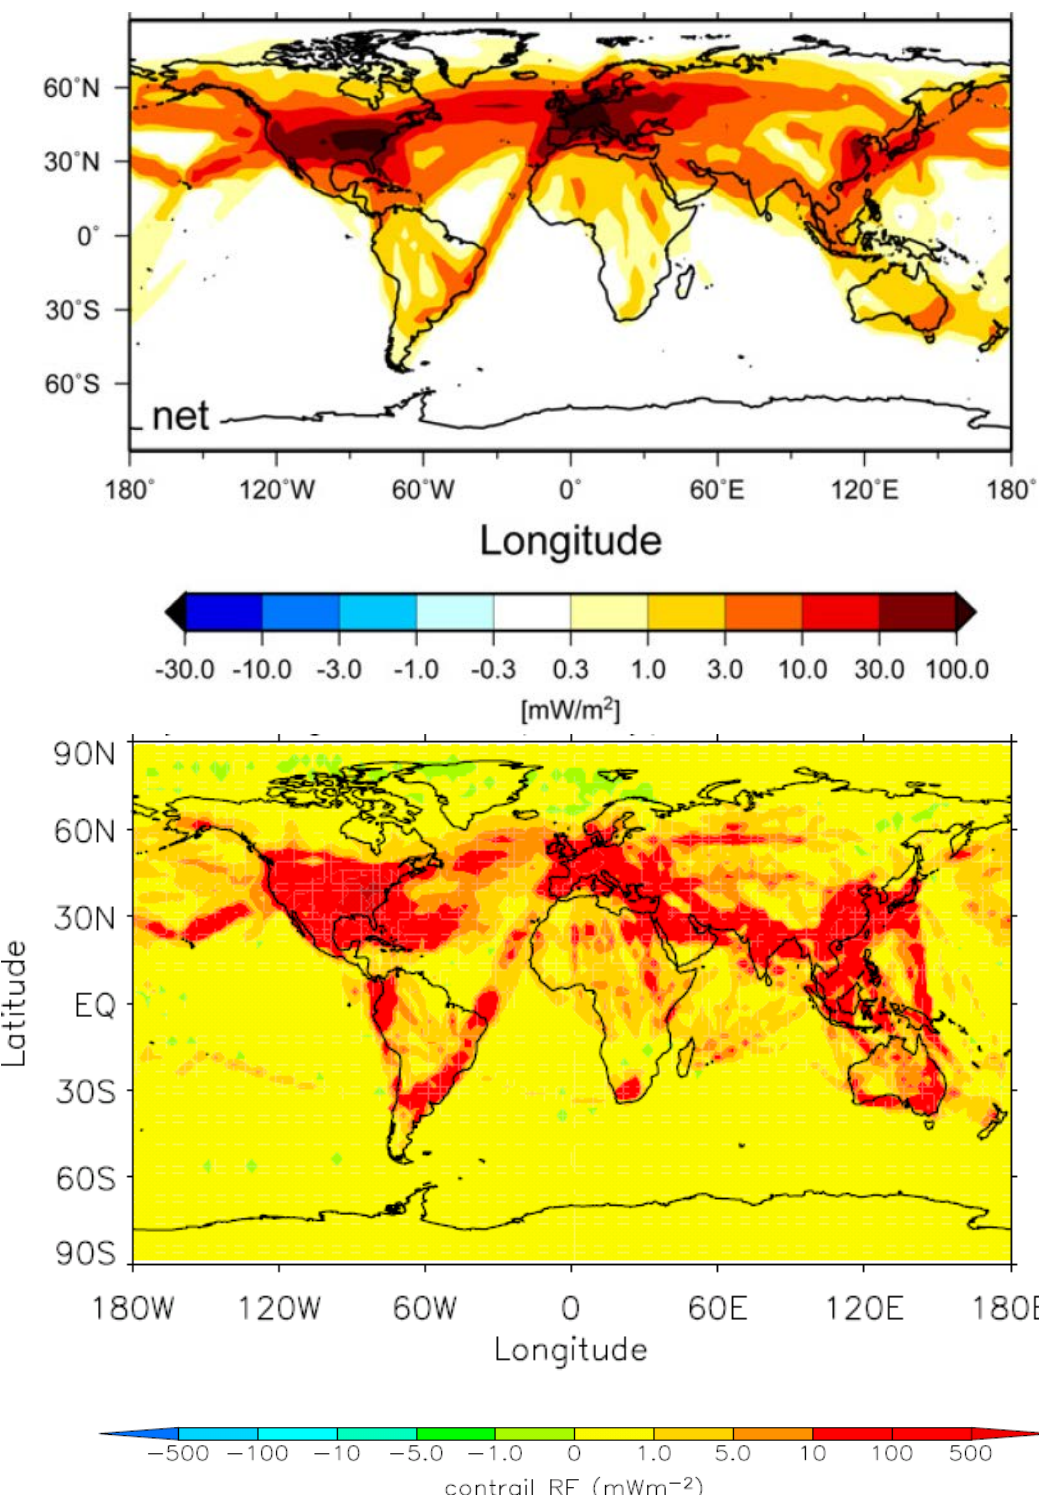 60°N
30°N
0°
30°S
60°S
net
180° 120°W 60°W 0° 60°E 120°E 180°
Longitude
-30.0 -10.0 -3.0 -1.0 -0.3 0.3 1.0 3.0 10.0 30.0 100.0
[mW/m²]
90N
60N
30N
EQ
30S
60S
90S
Latitude
180W 120W 60W 0 60E 120E 180E
Longitude
−500 −100 −10 −5.0 −1.0 0 1.0 5.0 10 100 500
contrail RF (mWm−2)